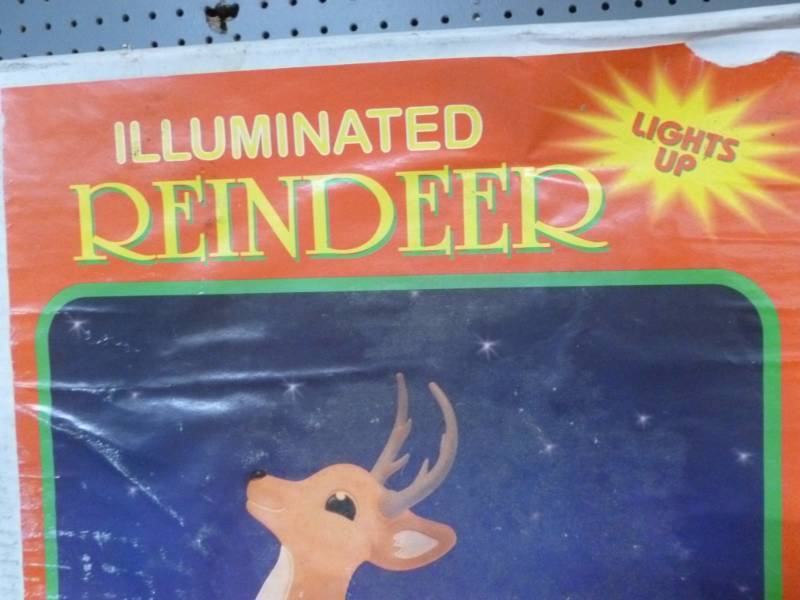 ILLUMINATED
REINDEER
LIGHTS
UP